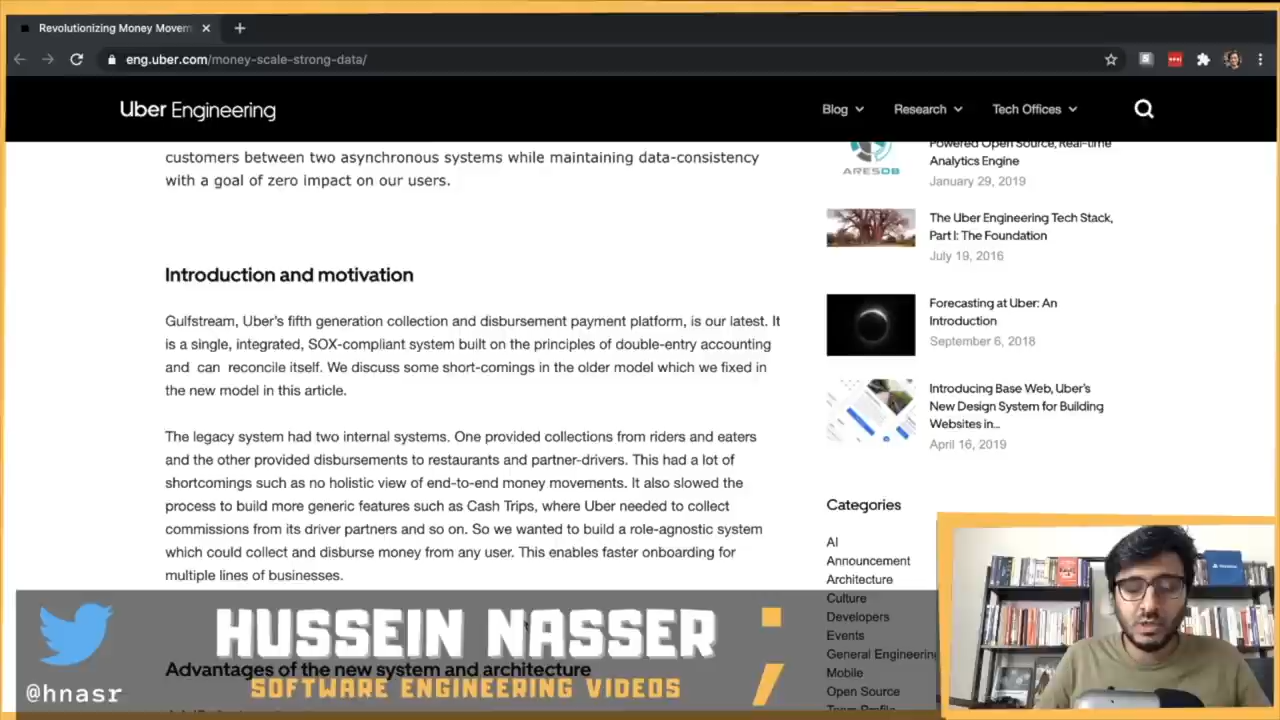 Revolutionizing Money Movem
eng.uber.com/money-scale-strong-data/
Uber Engineering
Blog
Research
Tech Offices
customers between two asynchronous systems while maintaining data-consistency
with a goal of zero impact on our users.
Introduction and motivation
Gulfstream, Uber's fifth generation collection and disbursement payment platform, is our latest. It
is a single, integrated, SOX-compliant system built on the principles of double-entry accounting
and can reconcile itself. We discuss some short-comings in the older model which we fixed in
the new model in this article.
The legacy system had two internal systems. One provided collections from riders and eaters
and the other provided disbursements to restaurants and partner-drivers. This had a lot of
shortcomings such as no holistic view of end-to-end money movements. It also slowed the
process to build more generic features such as Cash Trips, where Uber needed to collect
commissions from its driver partners and so on. So we wanted to build a role-agnostic system
which could collect and disburse money from any user. This enables faster onboarding for
multiple lines of businesses.
Advantages of the new system and architecture
ARESDB
Powered Open Source, Real-time
Analytics Engine
January 29, 2019
The Uber Engineering Tech Stack,
Part I: The Foundation
July 19, 2016
Forecasting at Uber: An
Introduction
September 6, 2018
Introducing Base Web, Uber's
New Design System for Building
Websites in...
April 16, 2019
Categories
AI
Announcement
Architecture
Culture
Developers
Events
General Engineering
Mobile
Open Source
Team Profile
HUSSEIN NASSER
SOFTWARE ENGINEERING VIDEOS
;
@hnasr